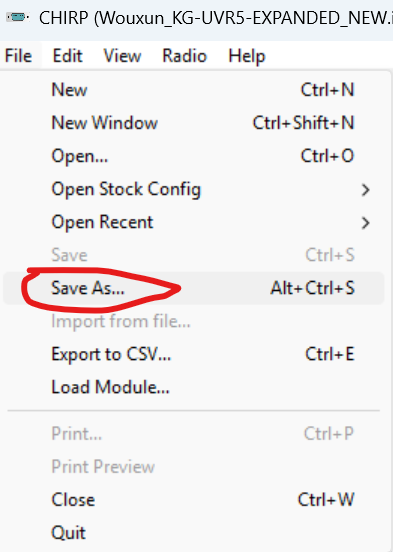 CHIRP (Wouxun_KG-UVR5-EXPANDED_NEW.i
File Edit View Radio Help
New Ctrl+N
New Window Ctrl+Shift+N
Open... Ctrl+O
Open Stock Config
Open Recent
Save Ctrl+S
Save As... Alt+Ctrl+S
Import from file...
Export to CSV... Ctrl+E
Load Module...
Print... Ctrl+P
Print Preview
Close Ctrl+W
Quit